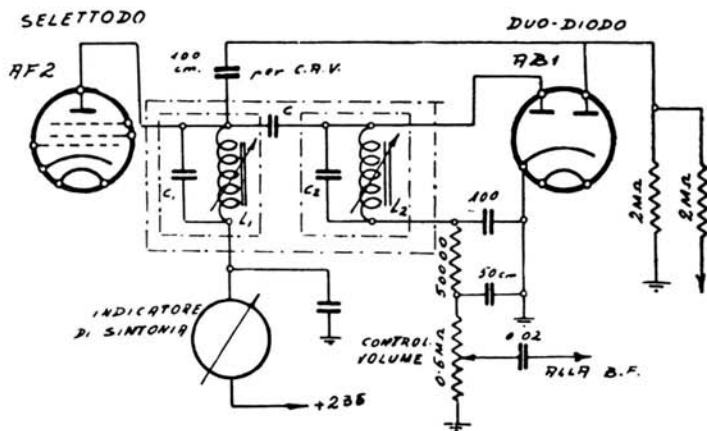 SELETTODO
DUO-DIODO
AF2
100
cm.
per C.A.V.
AB1
C
C1
L1
C2
L2
100
2MΩ
2MΩ
50000
50cm
INDICATORE
DI SINTONIA
CONTROL.
VOLUME
0.5MΩ
0.02
ALLA B.F.
+235